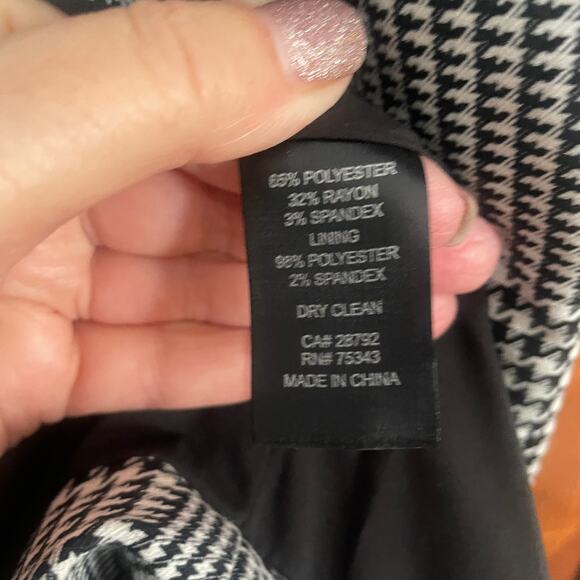 65% POLYESTER
32% RAYON
3% SPANDEX
LINING
98% POLYESTER
2% SPANDEX
DRY CLEAN
CA# 28792
RN# 75343
MADE IN CHINA